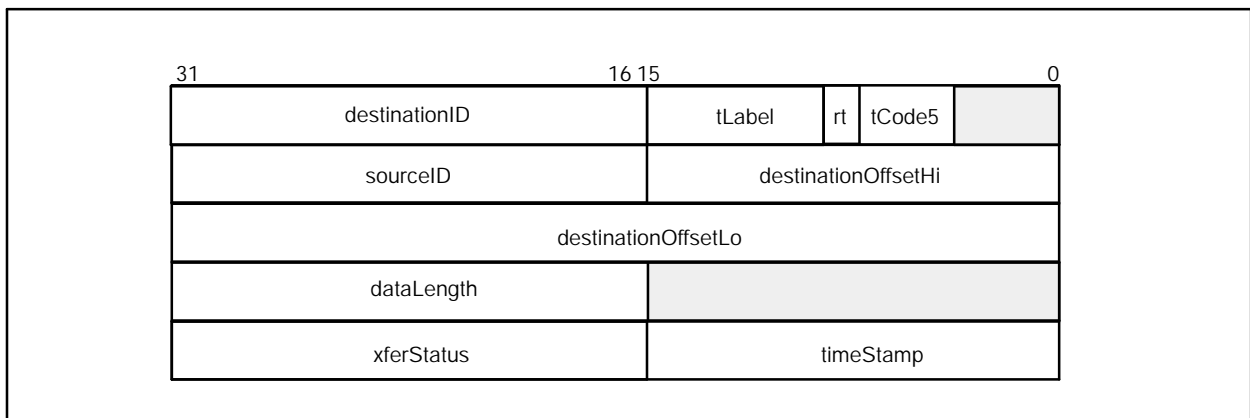 31 16 15 0
destinationID tLabel rt tCode5
sourceID destinationOffsetHi
destinationOffsetLo
dataLength
xferStatus timeStamp